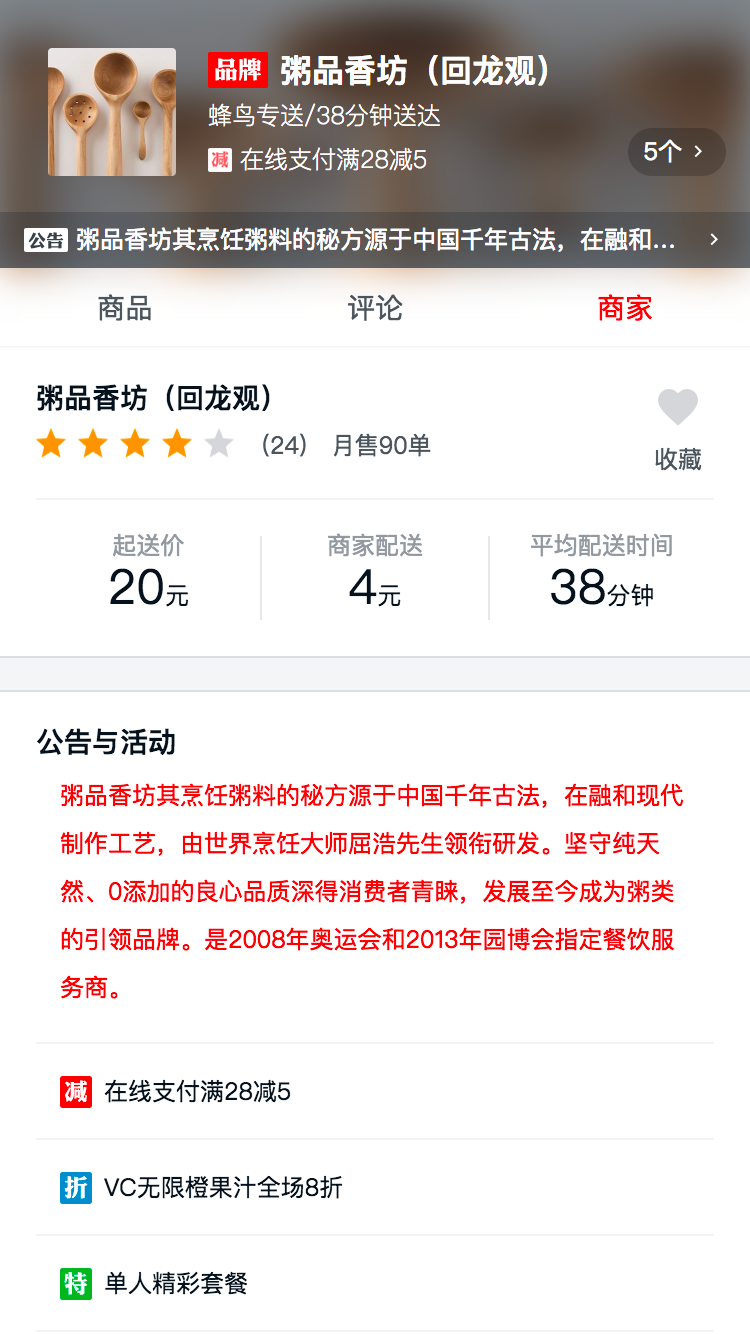 品牌 粥品香坊（回龙观）
蜂鸟专送/38分钟送达
减 在线支付满28减5
5个
公告 粥品香坊其烹饪粥料的秘方源于中国千年古法，在融和...
商品 评论 商家
粥品香坊（回龙观）
(24) 月售90单
收藏
起送价 商家配送 平均配送时间
20元 4元 38分钟
公告与活动
粥品香坊其烹饪粥料的秘方源于中国千年古法，在融和现代
制作工艺，由世界烹饪大师屈浩先生领衔研发。坚守纯天
然、0添加的良心品质深得消费者青睐，发展至今成为粥类
的引领品牌。是2008年奥运会和2013年园博会指定餐饮服
务商。
减 在线支付满28减5
折 VC无限橙果汁全场8折
特 单人精彩套餐